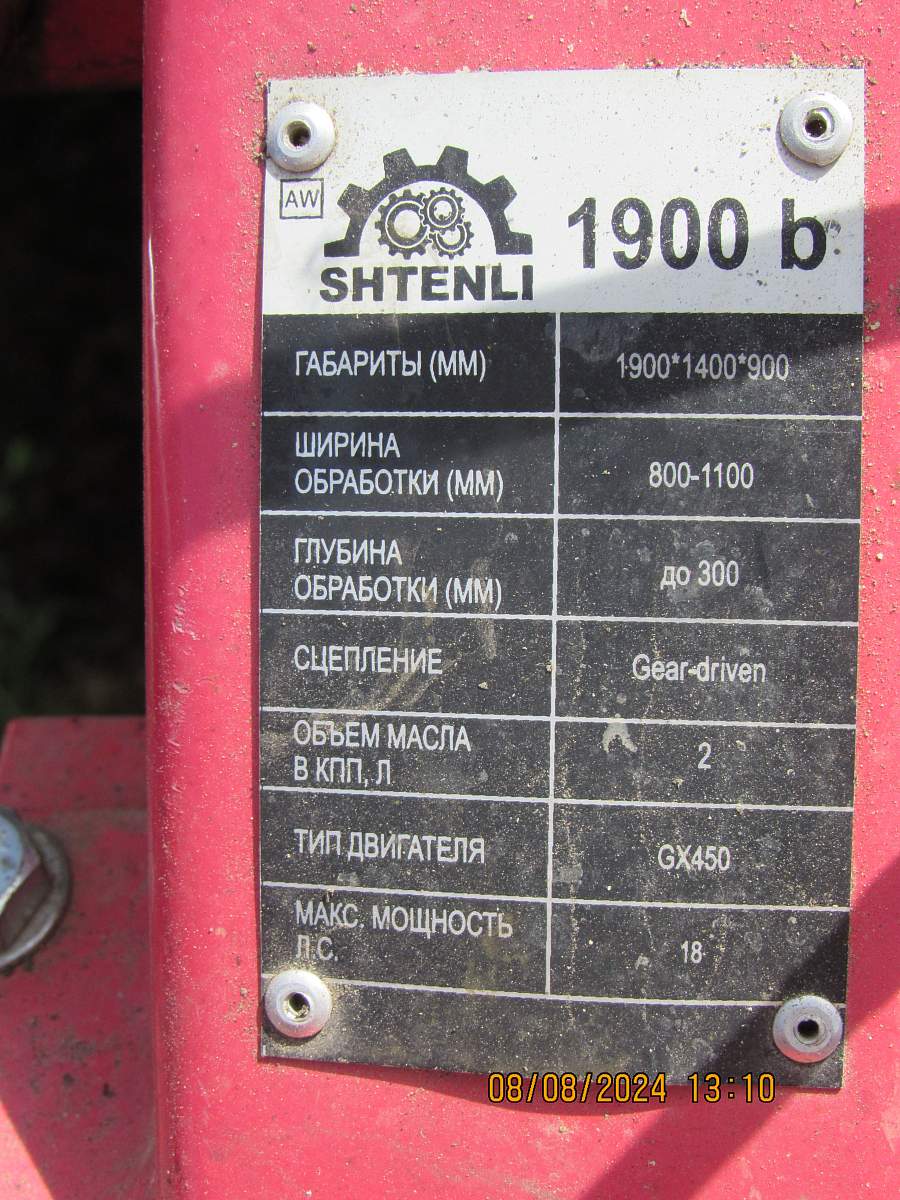 AW
SHTENLI
1900 b
ГАБАРИТЫ (ММ)
1900*1400*900
ШИРИНА
ОБРАБОТКИ (ММ)
800-1100
ГЛУБИНА
ОБРАБОТКИ (ММ)
до 300
СЦЕПЛЕНИЕ
Gear-driven
ОБЪЕМ МАСЛА
В КПП, Л
2
ТИП ДВИГАТЕЛЯ
GX450
МАКС. МОЩНОСТЬ
Л.С.
18
08/08/2024 13:10